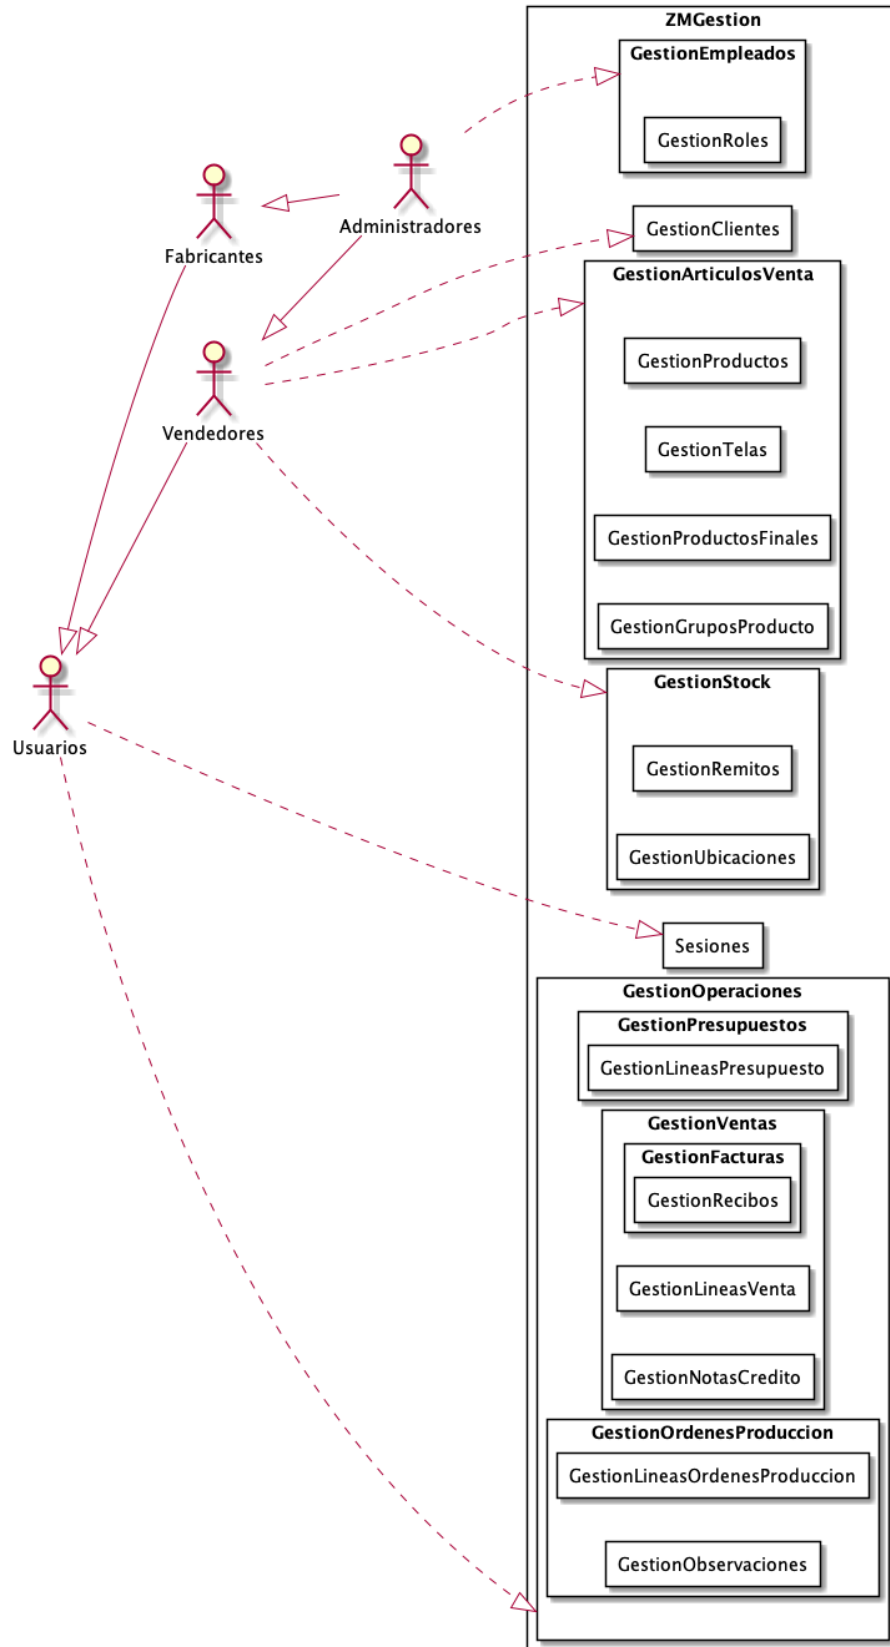 ZMGestion
GestionEmpleados
GestionRoles
Administradores
Fabricantes
GestionClientes
GestionArticulosVenta
GestionProductos
Vendedores
GestionTelas
GestionProductosFinales
GestionGruposProducto
GestionStock
Usuarios
GestionRemitos
GestionUbicaciones
Sesiones
GestionOperaciones
GestionPresupuestos
GestionLineasPresupuesto
GestionVentas
GestionFacturas
GestionRecibos
GestionLineasVenta
GestionNotasCredito
GestionOrdenesProduccion
GestionLineasOrdenesProduccion
GestionObservaciones